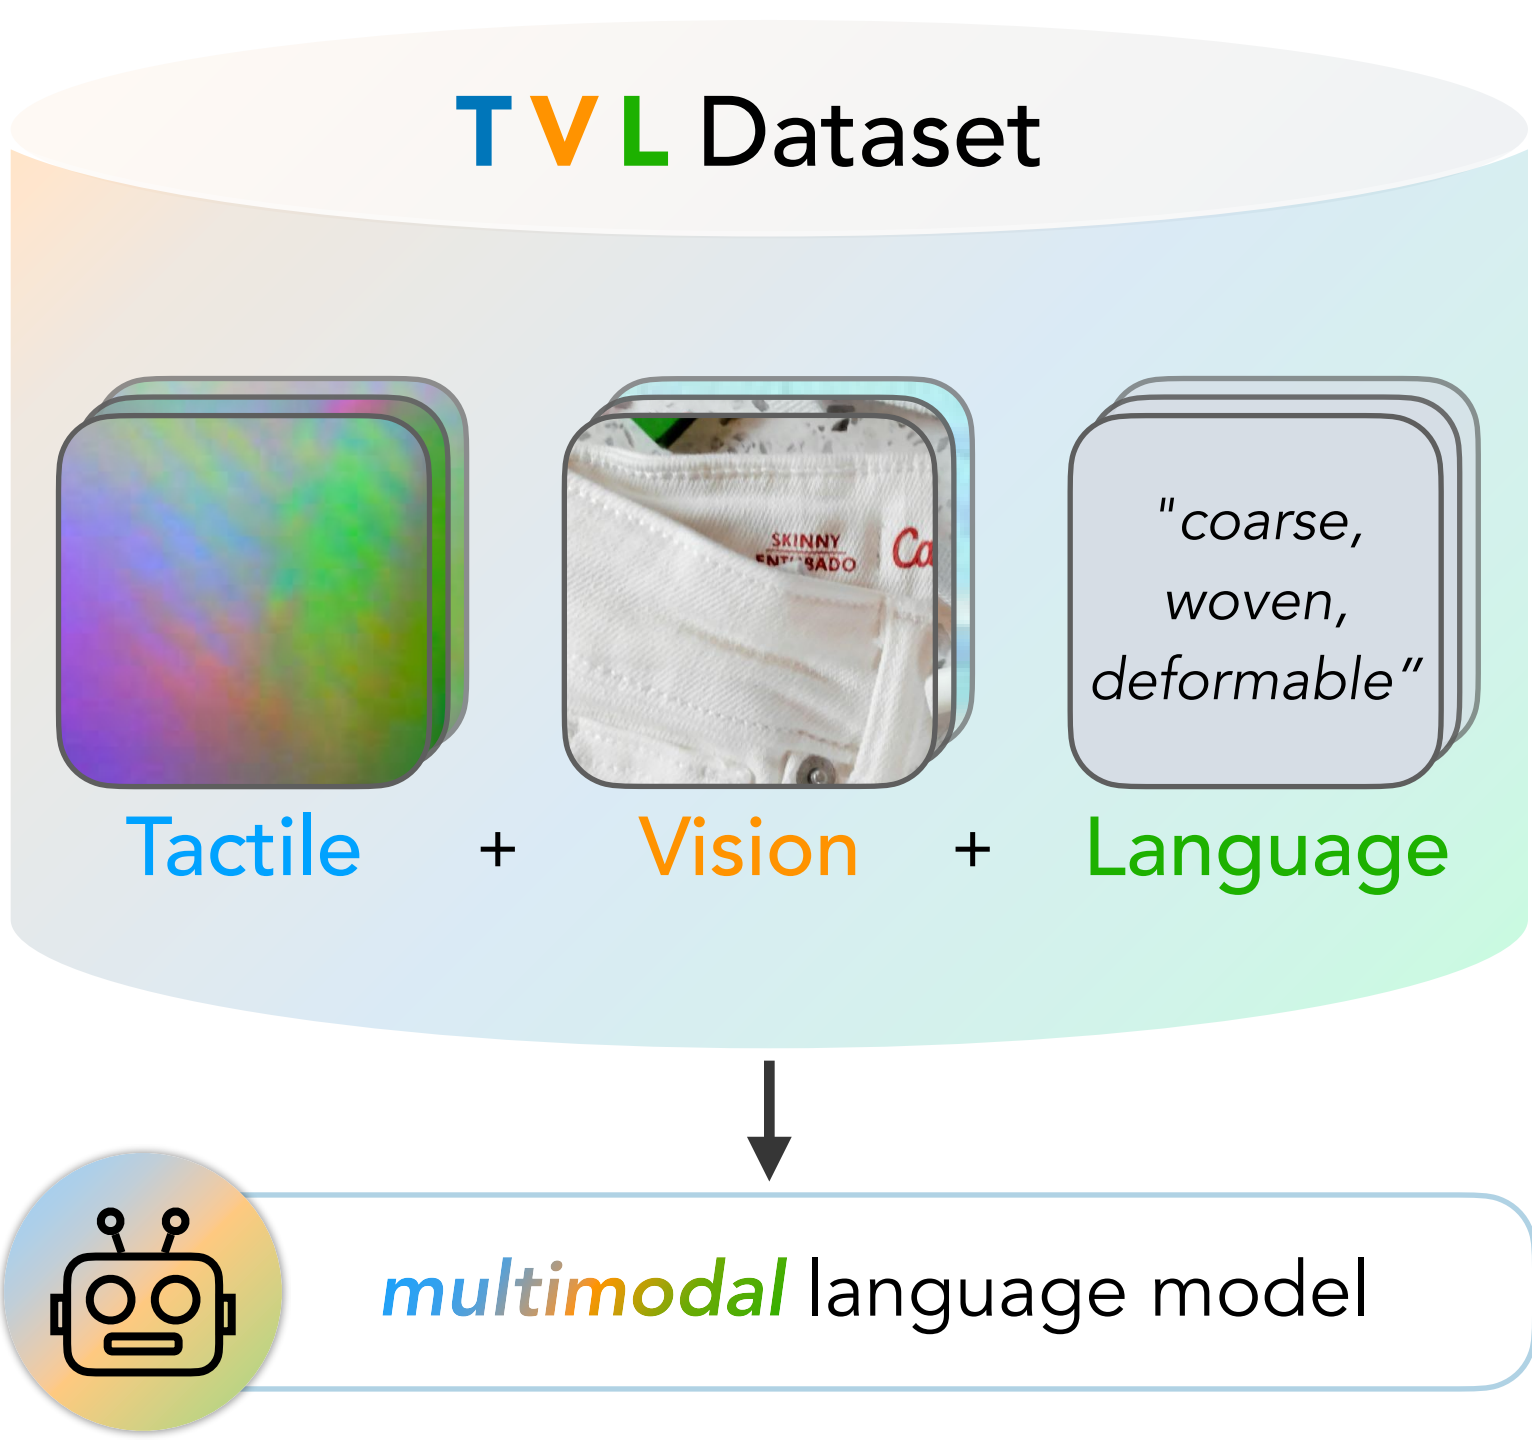 T V L Dataset
SKINNY
"coarse,
woven,
deformable"
Tactile + Vision + Language
multimodal language model